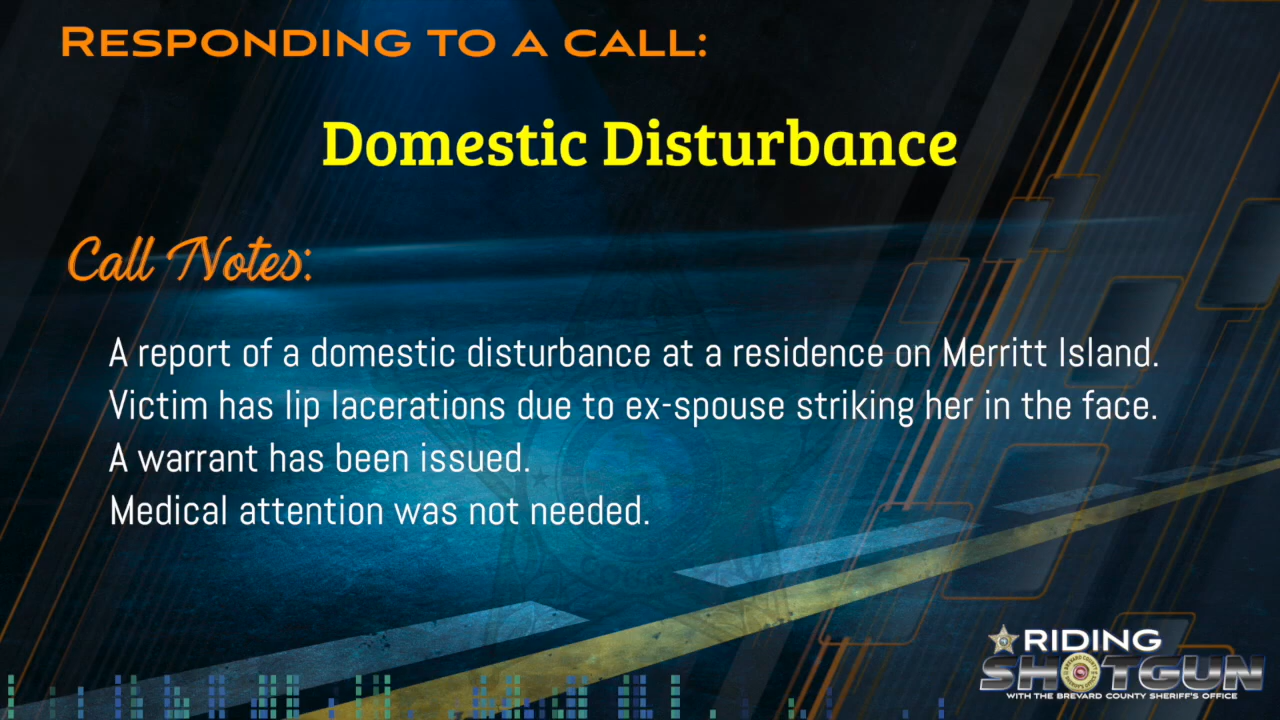 RESPONDING TO A CALL:
Domestic Disturbance
Call Notes:
A report of a domestic disturbance at a residence on Merritt Island.
Victim has lip lacerations due to ex-spouse striking her in the face.
A warrant has been issued.
Medical attention was not needed.
RIDING
SHOTGUN
WITH THE BREVARD COUNTY SHERIFF'S OFFICE